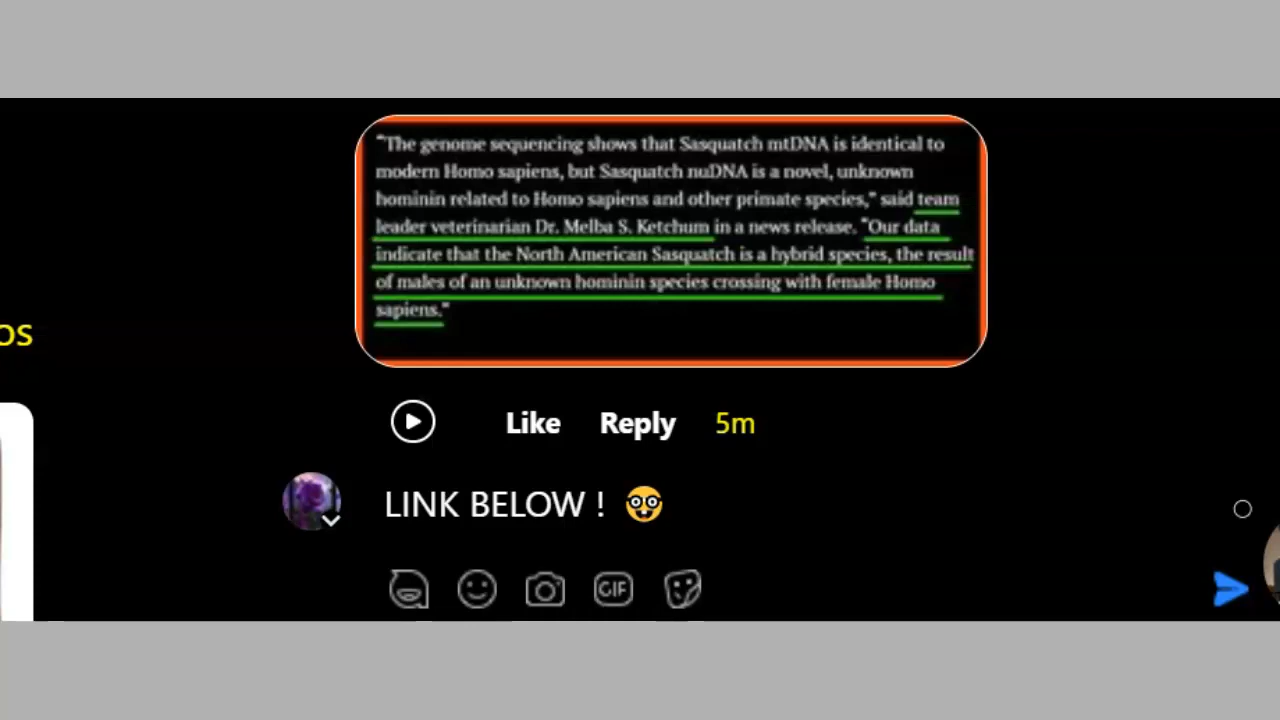 "The genome sequencing shows that Sasquatch mtDNA is identical to
modern Homo sapiens, but Sasquatch nuDNA is a novel, unknown
hominin related to Homo sapiens and other primate species," said team
leader veterinarian Dr. Melba S. Ketchum in a news release. "Our data
indicate that the North American Sasquatch is a hybrid species, the result
of males of an unknown hominin species crossing with female Homo
sapiens."
OS
Like Reply 5m
LINK BELOW !
GIF